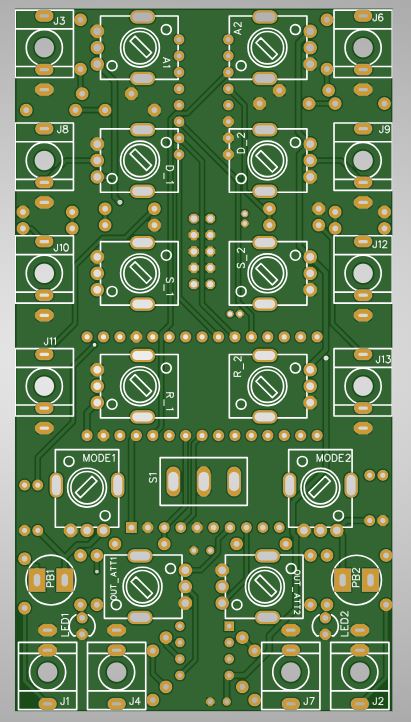 J3
A1
A2
J6
J8
D_1
D_2
J9
J10
S_1
S_2
J12
J11
R_1
R_2
J13
MODE1
S1
MODE2
PB1
OUT_ATT1
OUT_ATT2
PB2
LED1
LED2
J1
J4
J7
J2